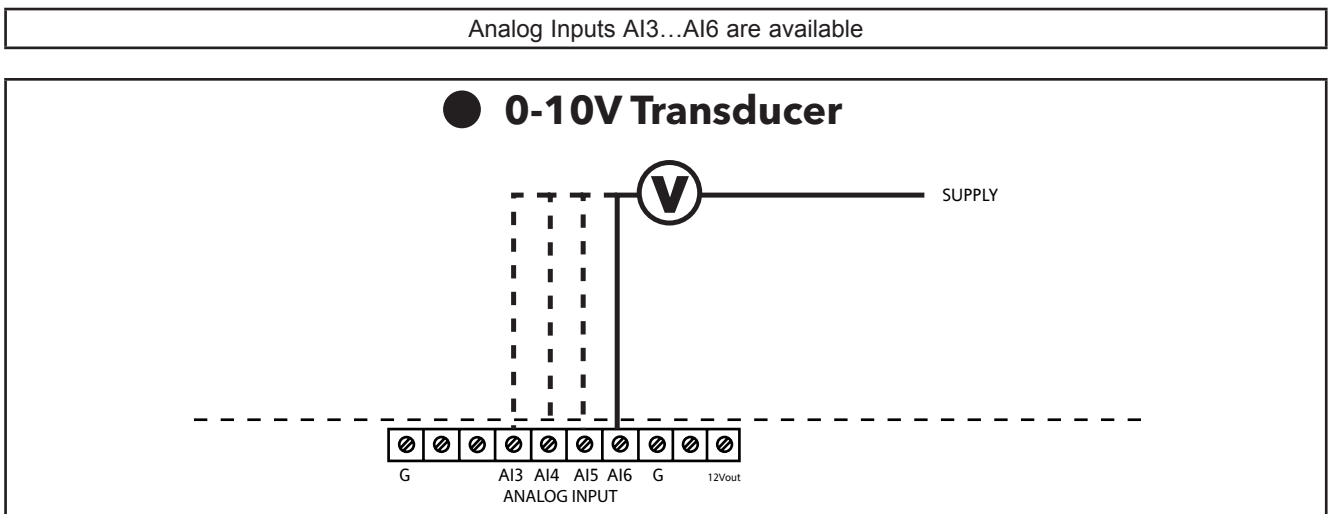 Analog Inputs AI3…AI6 are available
● 0-10V Transducer
V
SUPPLY
G AI3 AI4 AI5 AI6 G 12Vout
ANALOG INPUT